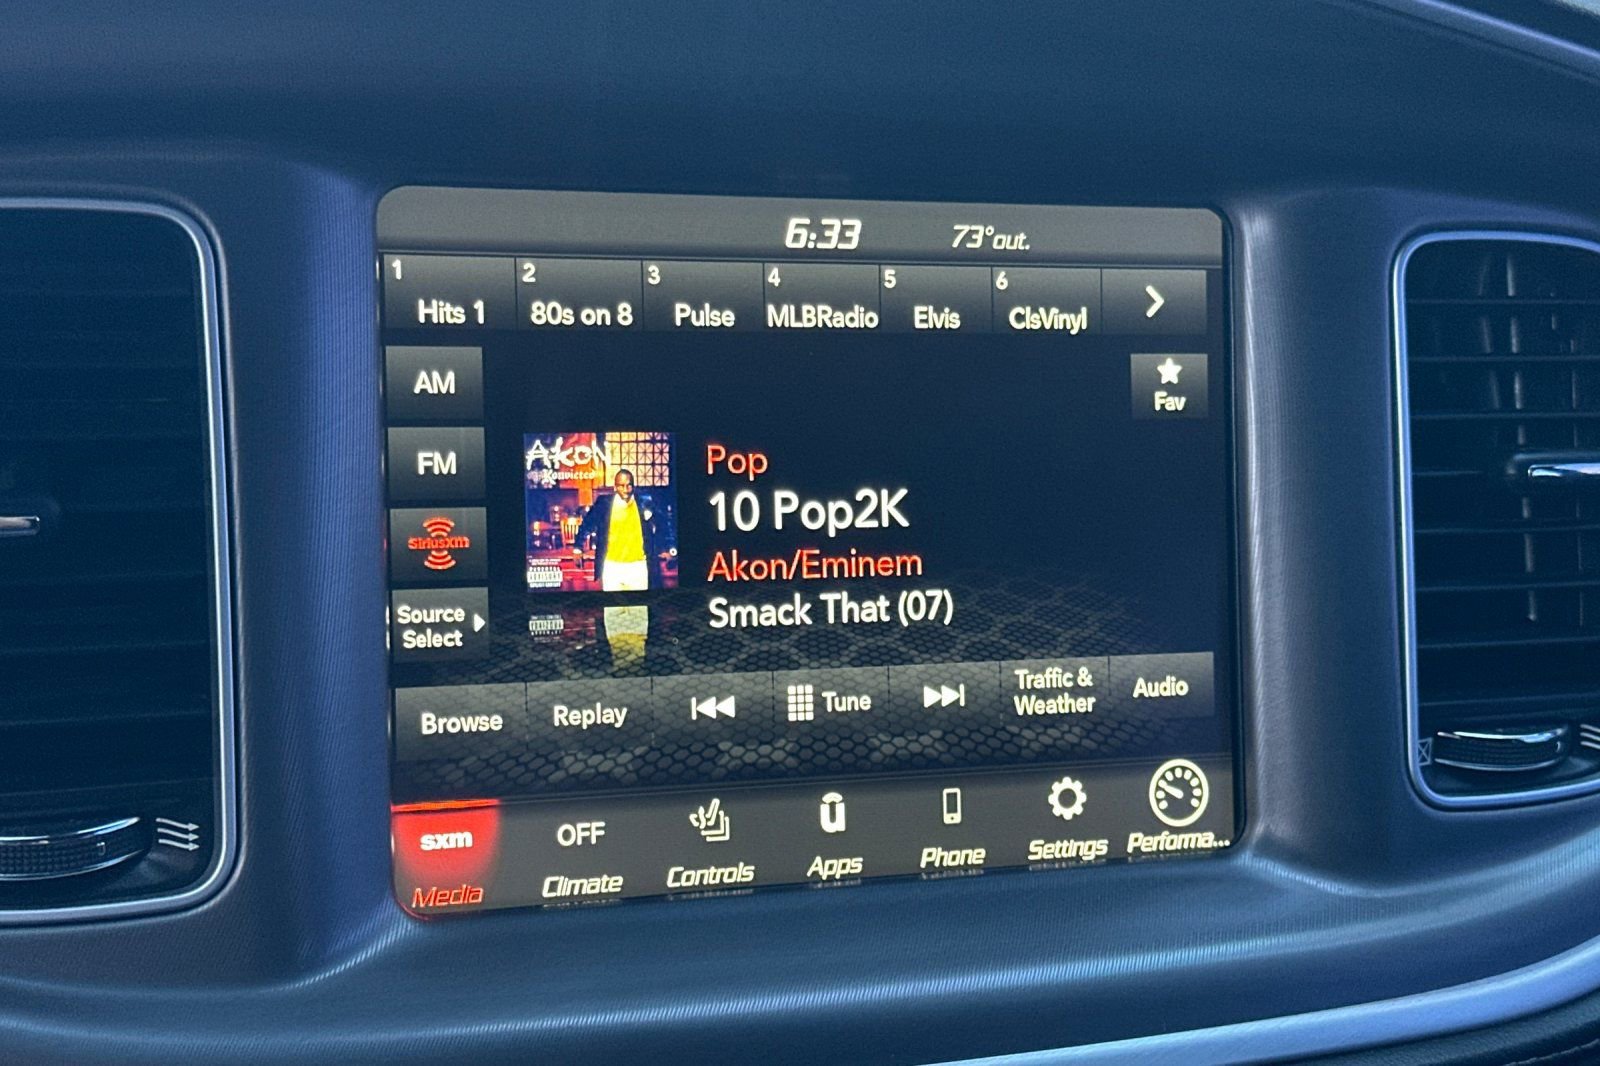 6:33 73°out.
1 2 3 4 5 6
Hits 1 80s on 8 Pulse MLBRadio Elvis ClsVinyl
AM
Fav
FM
AKON
Konvicted
Pop
10 Pop2K
SiriusXM
Akon/Eminem
Smack That (07)
Source
Select
Browse Replay Tune Traffic &
Weather Audio
sxm OFF
Media Climate Controls Apps Phone Settings Performa...